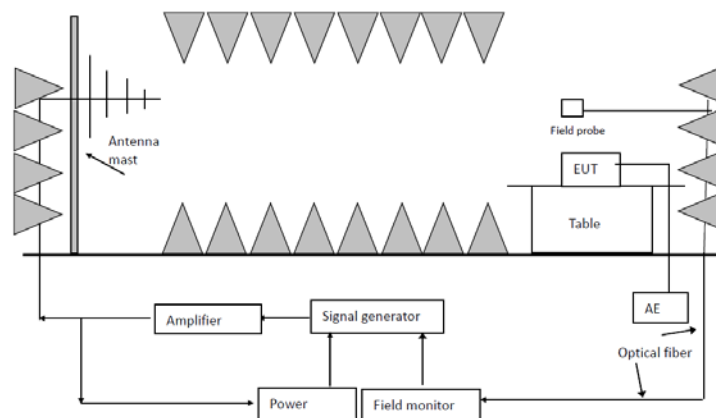 Antenna
mast
Field probe
EUT
Table
Amplifier
Signal generator
AE
Optical fiber
Power
Field monitor